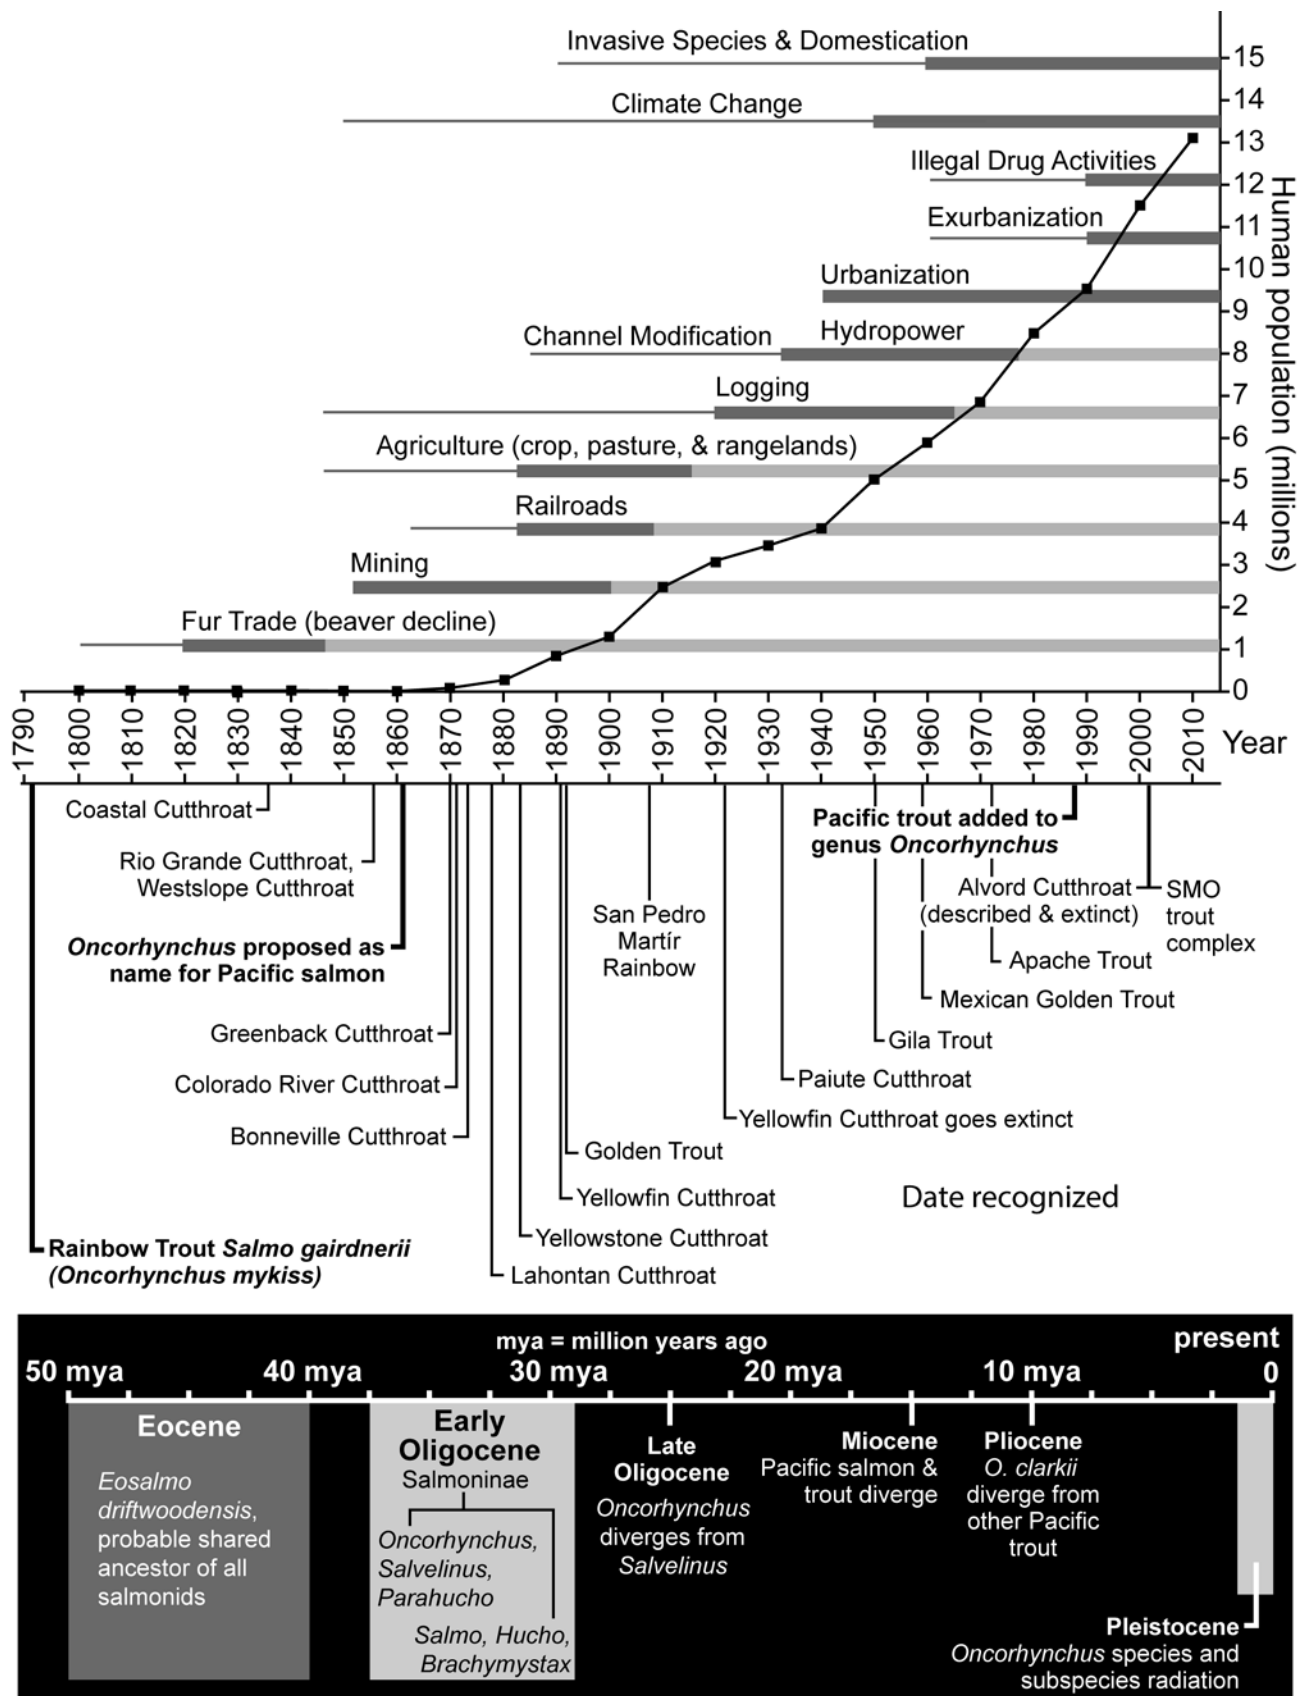 Invasive Species & Domestication
15
Climate Change
14
13
Illegal Drug Activities
12
Exurbanization
11
Urbanization
10
9
Channel Modification
Hydropower
8
Logging
7
Agriculture (crop, pasture, & rangelands)
6
5
Railroads
4
Mining
3
Fur Trade (beaver decline)
2
1
0
Human population (millions)
1790
1800
1810
1820
1830
1840
1850
1860
1870
1880
1890
1900
1910
1920
1930
1940
1950
1960
1970
1980
1990
2000
2010
Year
Coastal Cutthroat
Rio Grande Cutthroat,
Westslope Cutthroat
Oncorhynchus proposed as
name for Pacific salmon
Greenback Cutthroat
Colorado River Cutthroat
Bonneville Cutthroat
Rainbow Trout Salmo gairdnerii
(Oncorhynchus mykiss)
San Pedro
Martír
Rainbow
Pacific trout added to
genus Oncorhynchus
Alvord Cutthroat
(described & extinct)
SMO
trout
complex
Apache Trout
Mexican Golden Trout
Gila Trout
Paiute Cutthroat
Yellowfin Cutthroat goes extinct
Golden Trout
Yellowfin Cutthroat
Yellowstone Cutthroat
Lahontan Cutthroat
Date recognized
mya = million years ago
present
50 mya
40 mya
30 mya
20 mya
10 mya
0
Eocene
Eosalmo
driftwoodensis,
probable shared
ancestor of all
salmonids
Early
Oligocene
Salmoninae
Oncorhynchus,
Salvelinus,
Parahucho
Salmo, Hucho,
Brachymystax
Late
Oligocene
Oncorhynchus
diverges from
Salvelinus
Miocene
Pacific salmon &
trout diverge
Pliocene
O. clarkii
diverge from
other Pacific
trout
Pleistocene
Oncorhynchus species and
subspecies radiation